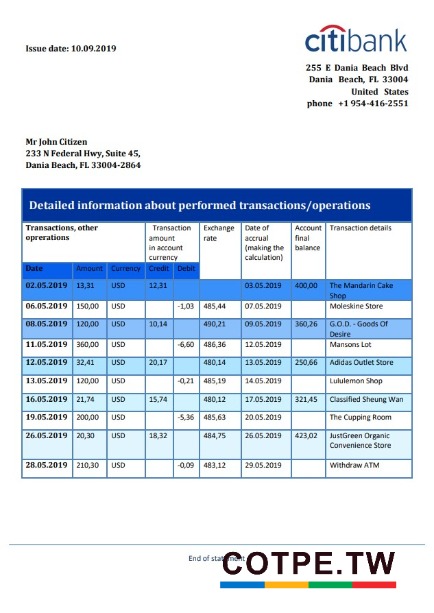 citibank
Issue date: 10.09.2019
255 E Dania Beach Blvd
Dania Beach, FL 33004
United States
phone +1 954-416-2551
Mr John Citizen
233 N Federal Hwy, Suite 45,
Dania Beach, FL 33004-2864
Detailed information about performed transactions/operations
Transactions, other oprerations Transaction amount in account currency Exchange rate Date of accrual (making the calculation) Account final balance Transaction details
Date Amount Currency Credit Debit
02.05.2019 13,31 USD 12,31 03.05.2019 400,00 The Mandarin Cake Shop
06.05.2019 150,00 USD -1,03 485,44 07.05.2019 Moleskine Store
08.05.2019 120,00 USD 10,14 490,21 09.05.2019 360,26 G.O.D. - Goods Of Desire
11.05.2019 360,00 USD -6,60 486,36 12.05.2019 Mansons Lot
12.05.2019 32,41 USD 20,17 480,14 13.05.2019 250,66 Adidas Outlet Store
13.05.2019 120,00 USD -0,21 485,19 14.05.2019 Lululemon Shop
16.05.2019 21,74 USD 15,74 480,12 17.05.2019 321,45 Classified Sheung Wan
19.05.2019 200,00 USD -5,36 485,63 20.05.2019 The Cupping Room
26.05.2019 20,30 USD 18,32 484,75 26.05.2019 423,02 JustGreen Organic Convenience Store
28.05.2019 210,30 USD -0,09 483,12 29.05.2019 Withdraw ATM
End of
COTPE.TW